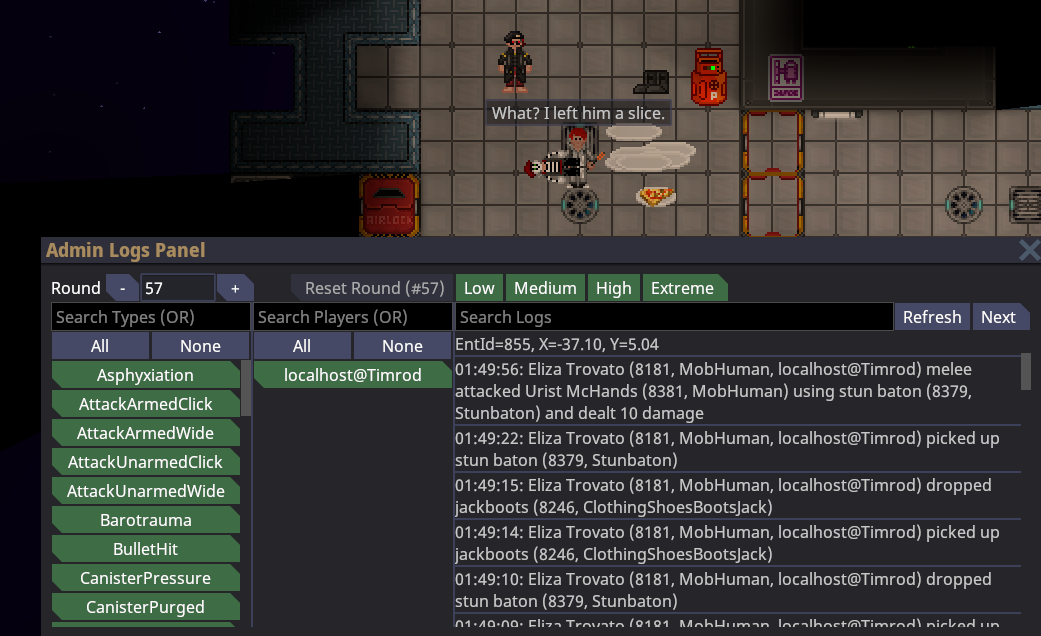 What? I left him a slice.
AIRLOCK
Admin Logs Panel
Round - 57 + Reset Round (#57) Low Medium High Extreme
Search Types (OR) Search Players (OR) Search Logs Refresh Next
All None All None
Asphyxiation
AttackArmedClick
AttackArmedWide
AttackUnarmedClick
AttackUnarmedWide
Barotrauma
BulletHit
CanisterPressure
CanisterPurged
localhost@Timrod
EntId=855, X=-37.10, Y=5.04
01:49:56: Eliza Trovato (8181, MobHuman, localhost@Timrod) melee
attacked Urist McHands (8381, MobHuman) using stun baton (8379,
Stunbaton) and dealt 10 damage
01:49:22: Eliza Trovato (8181, MobHuman, localhost@Timrod) picked up
stun baton (8379, Stunbaton)
01:49:15: Eliza Trovato (8181, MobHuman, localhost@Timrod) dropped
jackboots (8246, ClothingShoesBootsJack)
01:49:14: Eliza Trovato (8181, MobHuman, localhost@Timrod) picked up
jackboots (8246, ClothingShoesBootsJack)
01:49:10: Eliza Trovato (8181, MobHuman, localhost@Timrod) dropped
stun baton (8379, Stunbaton)
01:49:09: Eliza Trovato (8181, MobHuman, localhost@Timrod) picked up